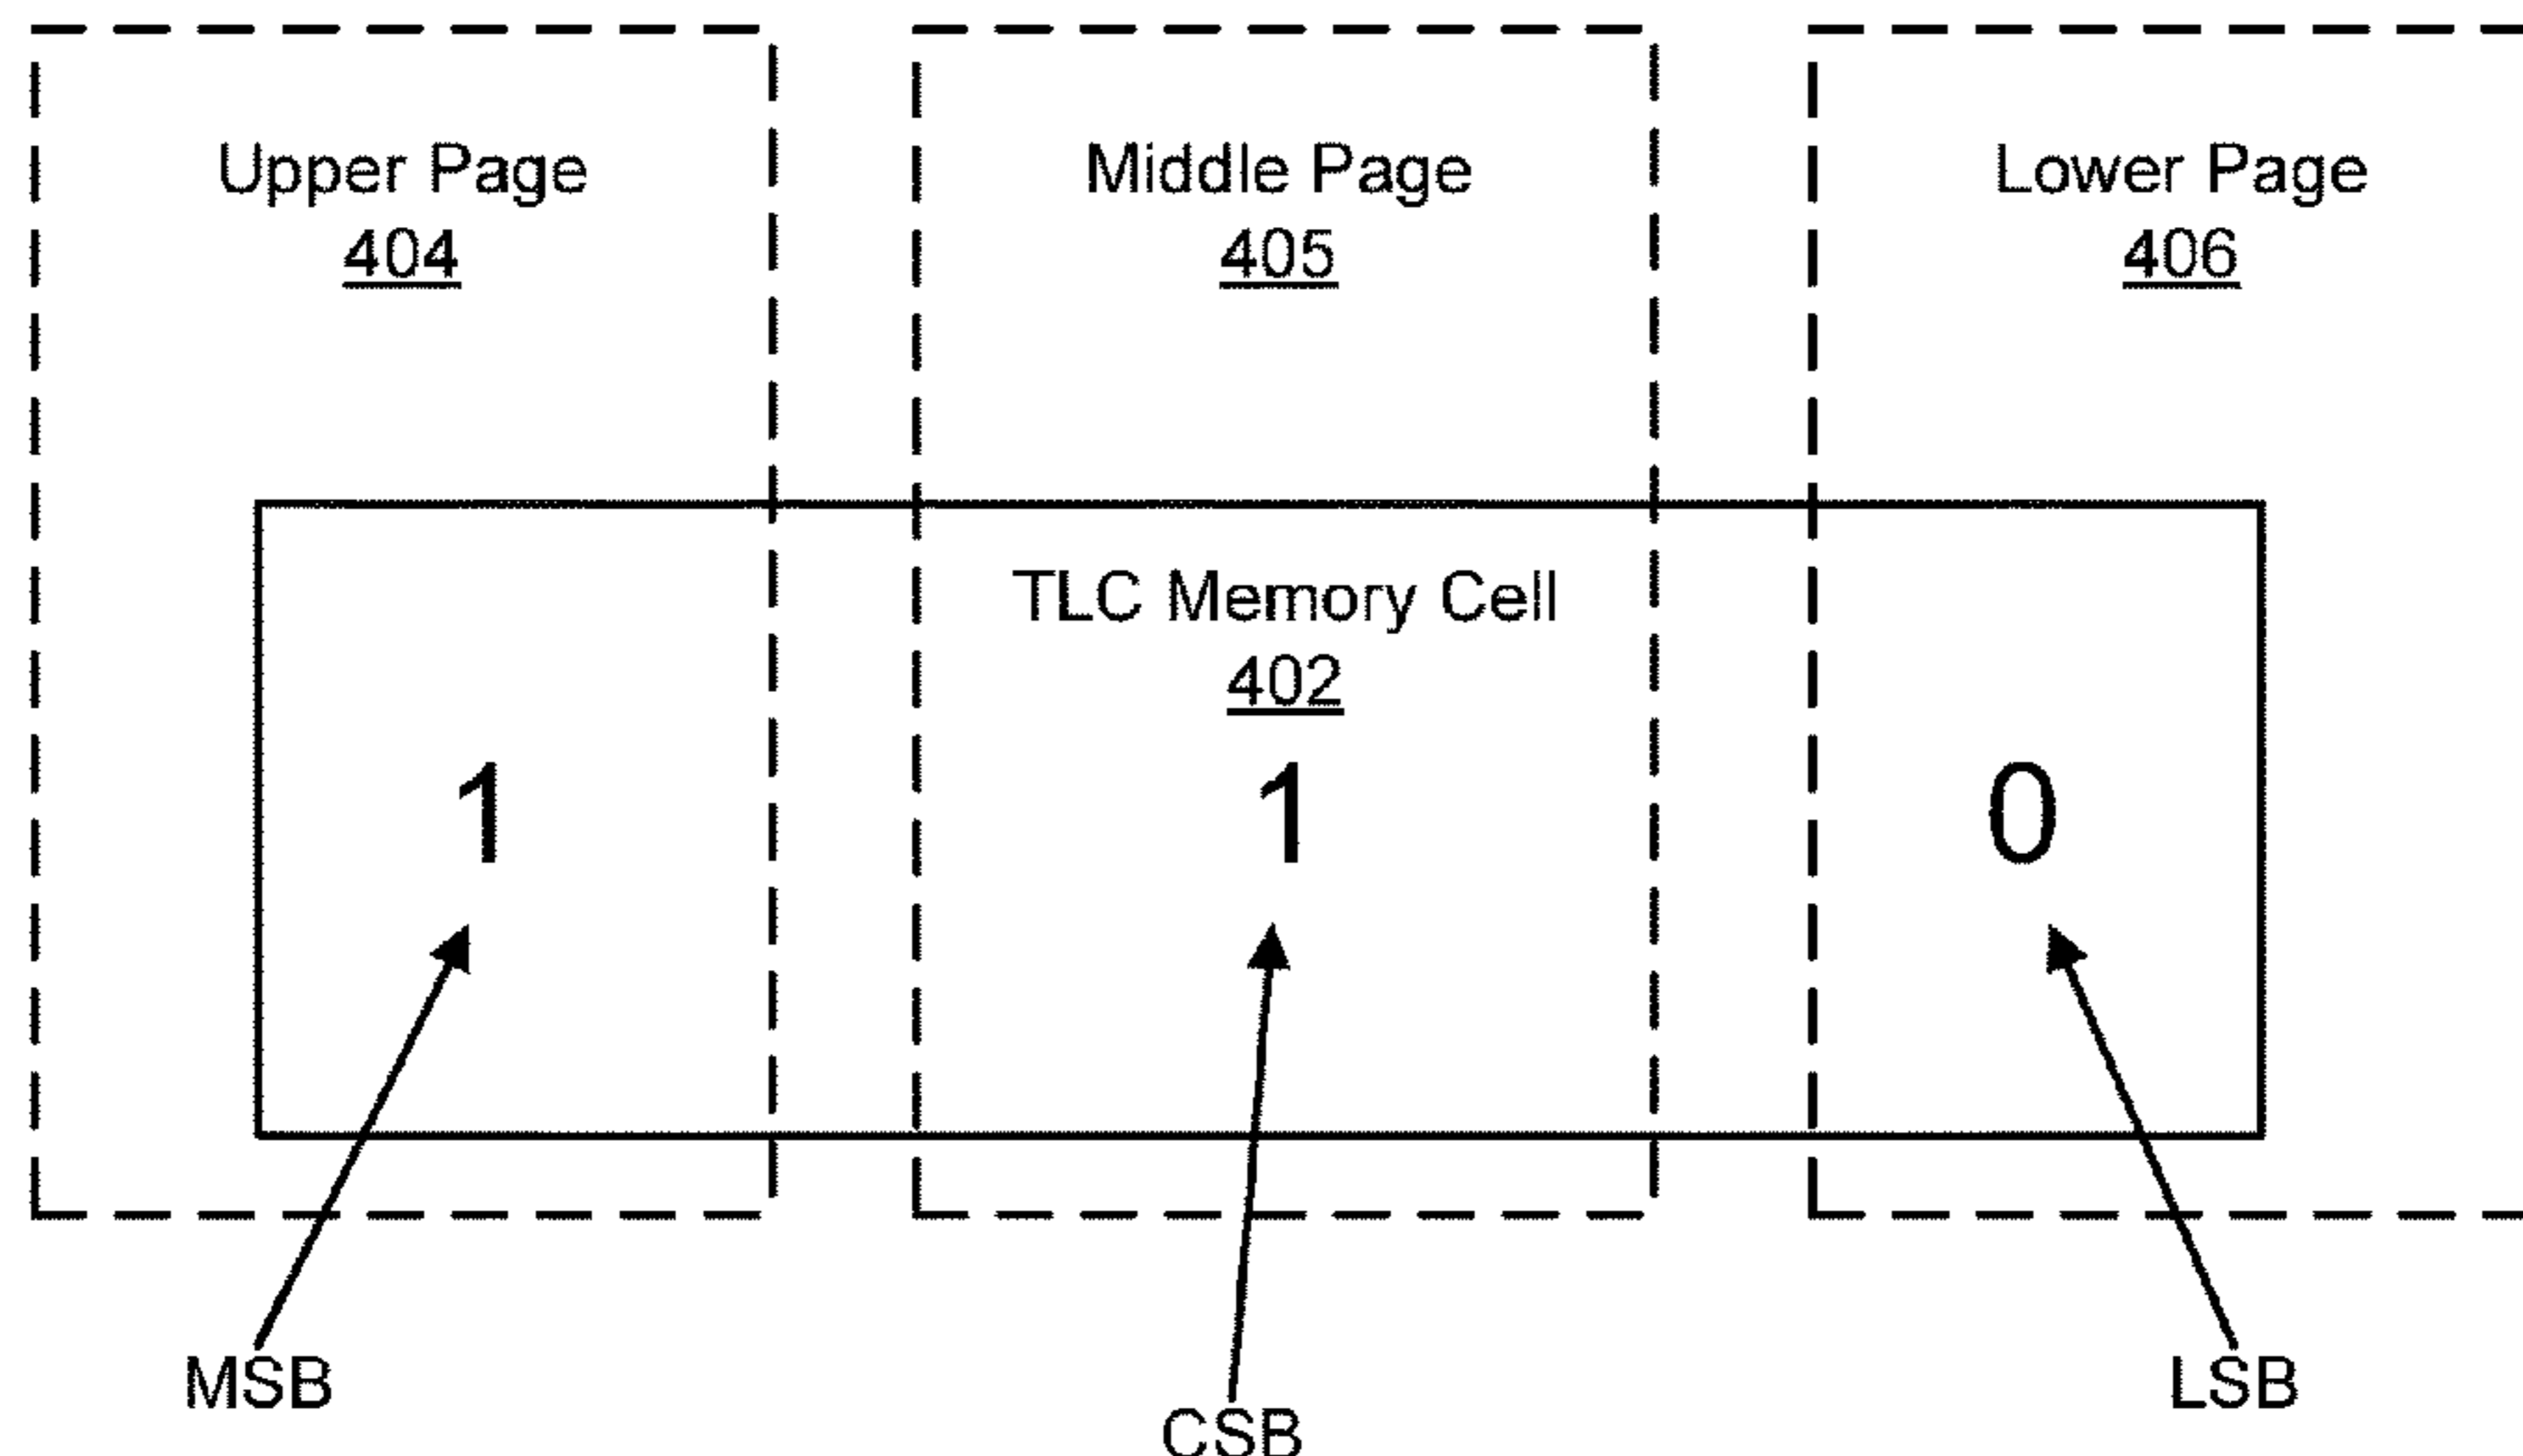 Upper Page
404
Middle Page
405
Lower Page
406
TLC Memory Cell
402
1
1
0
MSB
CSB
LSB